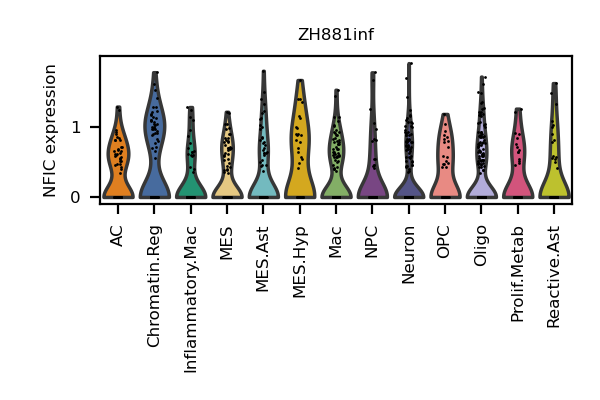 ZH881inf
NFIC expression
1
0
AC
Chromatin.Reg
Inflammatory.Mac
MES
MES.Ast
MES.Hyp
Mac
NPC
Neuron
OPC
Oligo
Prolif.Metab
Reactive.Ast